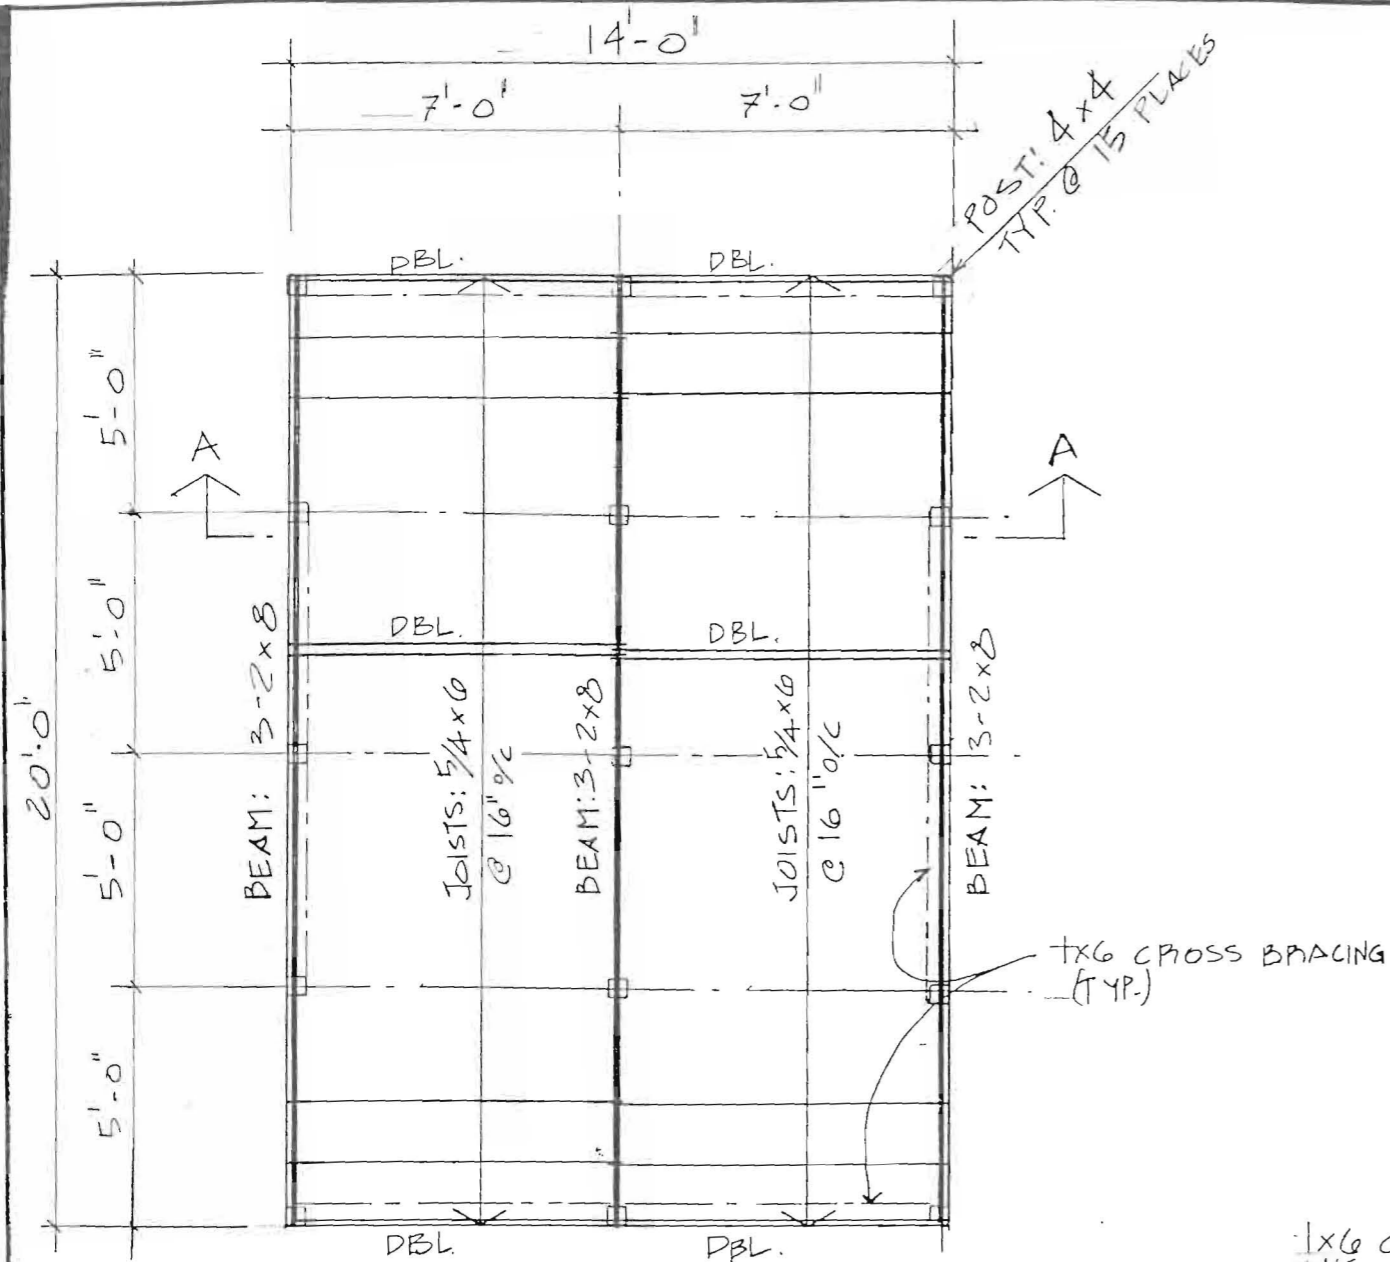 14'-0"
7'-0"
7'-0"
POST: 4x4
TYP. @ 15 PLACES
DBL.
DBL.
5'-0"
A
A
5'-0"
DBL.
DBL.
20'-0"
BEAM: 3-2x8
JOISTS: 5/4x6
@ 16" o/c
BEAM: 3-2x8
JOISTS: 5/4x6
@ 16" o/c
BEAM: 3-2x8
5'-0"
1x6 CROSS BRACING
(TYP.)
5'-0"
DBL.
DBL.
1x6